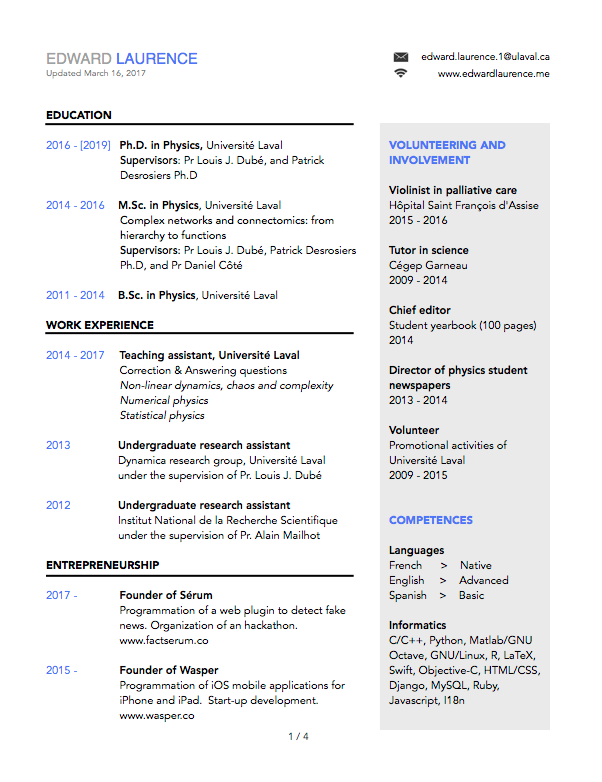 EDWARD LAURENCE
Updated March 16, 2017
edward.laurence.1@ulaval.ca
www.edwardlaurence.me
EDUCATION
2016 - [2019] Ph.D. in Physics, Université Laval
Supervisors: Pr Louis J. Dubé, and Patrick
Desrosiers Ph.D
2014 - 2016 M.Sc. in Physics, Université Laval
Complex networks and connectomics: from
hierarchy to functions
Supervisors: Pr Louis J. Dubé, Patrick Desrosiers
Ph.D, and Pr Daniel Côté
2011 - 2014 B.Sc. in Physics, Université Laval
WORK EXPERIENCE
2014 - 2017 Teaching assistant, Université Laval
Correction & Answering questions
Non-linear dynamics, chaos and complexity
Numerical physics
Statistical physics
2013 Undergraduate research assistant
Dynamica research group, Université Laval
under the supervision of Pr. Louis J. Dubé
2012 Undergraduate research assistant
Institut National de la Recherche Scientifique
under the supervision of Pr. Alain Mailhot
ENTREPRENEURSHIP
2017 - Founder of Sérum
Programmation of a web plugin to detect fake
news. Organization of an hackathon.
www.factserum.co
2015 - Founder of Wasper
Programmation of iOS mobile applications for
iPhone and iPad. Start-up development.
www.wasper.co
VOLUNTEERING AND
INVOLVEMENT
Violinist in palliative care
Hôpital Saint François d'Assise
2015 - 2016
Tutor in science
Cégep Garneau
2009 - 2014
Chief editor
Student yearbook (100 pages)
2014
Director of physics student
newspapers
2013 - 2014
Volunteer
Promotional activities of
Université Laval
2009 - 2015
COMPETENCES
Languages
French > Native
English > Advanced
Spanish > Basic
Informatics
C/C++, Python, Matlab/GNU
Octave, GNU/Linux, R, LaTeX,
Swift, Objective-C, HTML/CSS,
Django, MySQL, Ruby,
Javascript, I18n
1 / 4